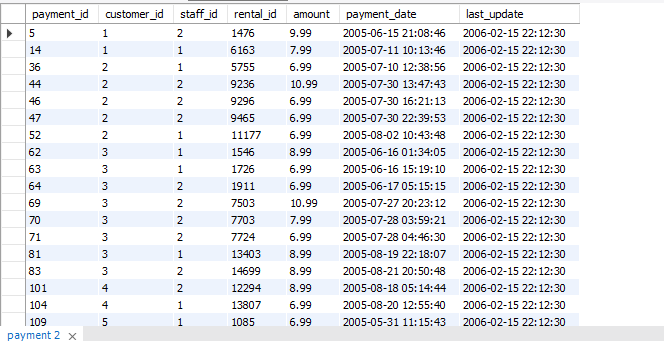 payment_id customer_id staff_id rental_id amount payment_date last_update
5 1 2 1476 9.99 2005-06-15 21:08:46 2006-02-15 22:12:30
14 1 1 6163 7.99 2005-07-11 10:13:46 2006-02-15 22:12:30
36 2 1 5755 6.99 2005-07-10 12:38:56 2006-02-15 22:12:30
44 2 2 9236 10.99 2005-07-30 13:47:43 2006-02-15 22:12:30
46 2 2 9296 6.99 2005-07-30 16:21:13 2006-02-15 22:12:30
47 2 2 9465 6.99 2005-07-30 22:39:53 2006-02-15 22:12:30
52 2 1 11177 6.99 2005-08-02 10:43:48 2006-02-15 22:12:30
62 3 1 1546 8.99 2005-06-16 01:34:05 2006-02-15 22:12:30
63 3 1 1726 6.99 2005-06-16 15:19:10 2006-02-15 22:12:30
64 3 2 1911 6.99 2005-06-17 05:15:15 2006-02-15 22:12:30
69 3 2 7503 10.99 2005-07-27 20:23:12 2006-02-15 22:12:30
70 3 2 7703 7.99 2005-07-28 03:59:21 2006-02-15 22:12:30
71 3 2 7724 6.99 2005-07-28 04:46:30 2006-02-15 22:12:30
81 3 1 13403 8.99 2005-08-19 22:18:07 2006-02-15 22:12:30
83 3 2 14699 8.99 2005-08-21 20:50:48 2006-02-15 22:12:30
101 4 2 12294 8.99 2005-08-18 05:14:44 2006-02-15 22:12:30
104 4 1 13807 6.99 2005-08-20 12:55:40 2006-02-15 22:12:30
109 5 1 1085 6.99 2005-05-31 11:15:43 2006-02-15 22:12:30
payment 2